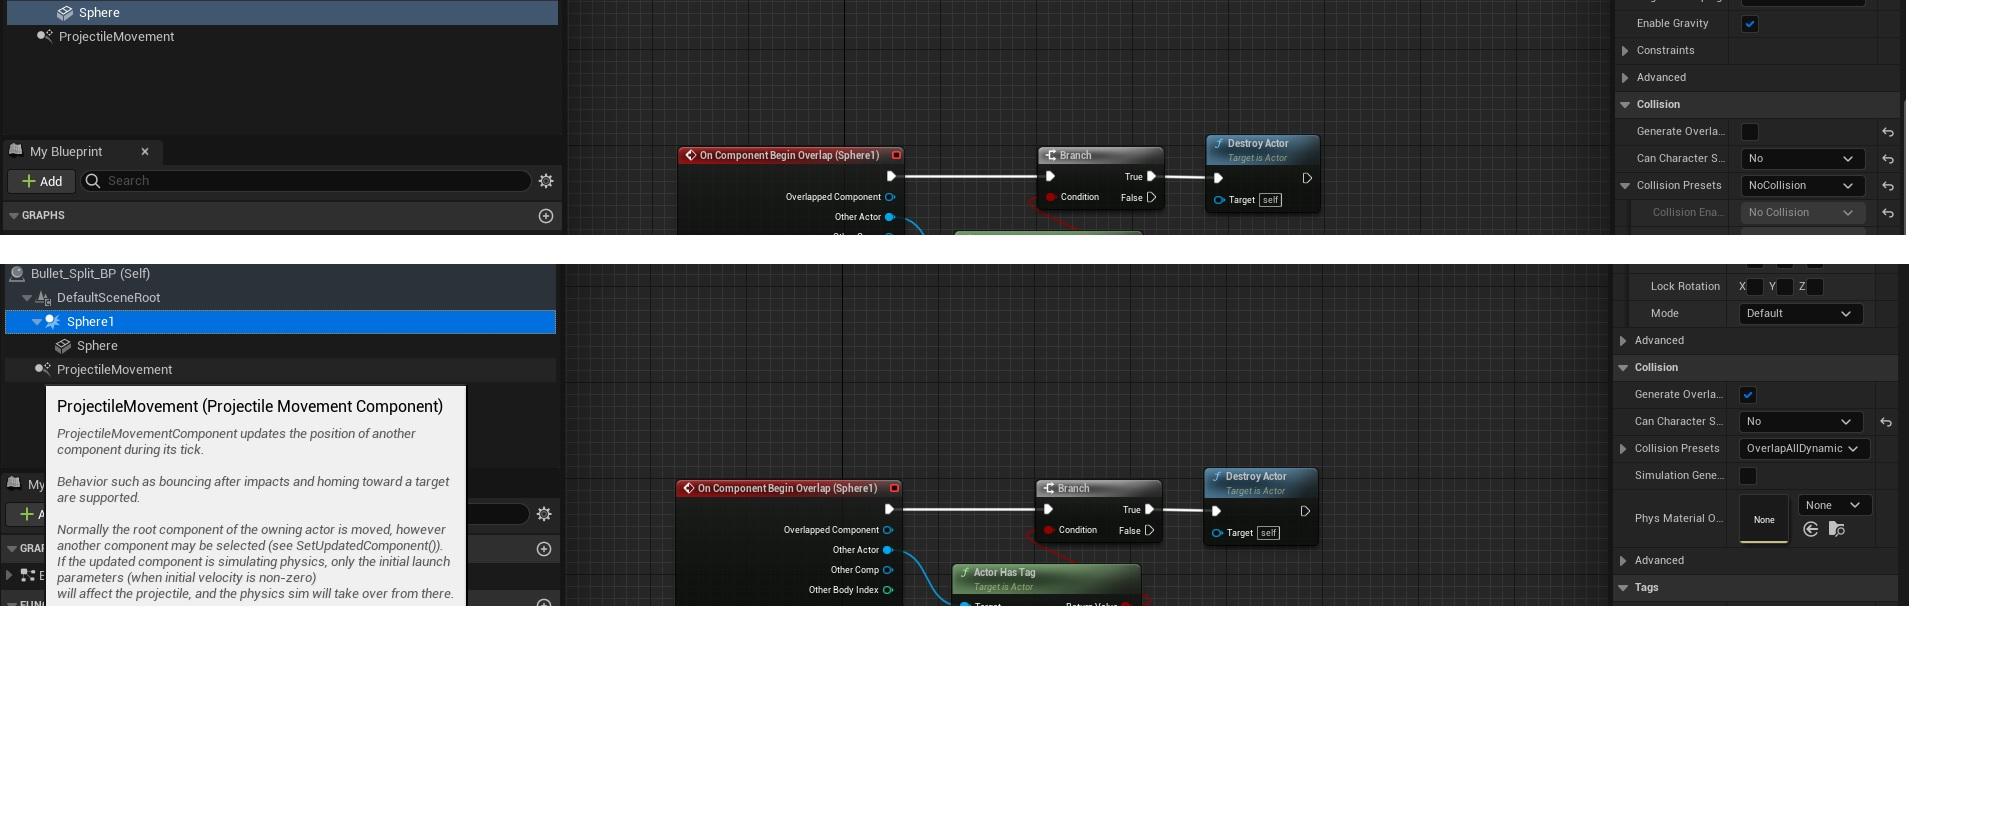 Sphere
ProjectileMovement
My Blueprint
Add
Search
GRAPHS
On Component Begin Overlap (Sphere1)
Overlapped Component
Other Actor
Branch
True
Condition
False
Destroy Actor
Target is Actor
Target
self
Enable Gravity
Constraints
Advanced
Collision
Generate Overla...
Can Character S...
No
Collision Presets
NoCollision
Collision Ena...
No Collision
Bullet_Split_BP (Self)
DefaultSceneRoot
Sphere1
Sphere
ProjectileMovement
ProjectileMovement (Projectile Movement Component)
ProjectileMovementComponent updates the position of another
component during its tick.
Behavior such as bouncing after impacts and homing toward a target
are supported.
Normally the root component of the owning actor is moved, however
another component may be selected (see SetUpdatedComponent()).
If the updated component is simulating physics, only the initial launch
parameters (when initial velocity is non-zero)
will affect the projectile, and the physics sim will take over from there.
My
On Component Begin Overlap (Sphere1)
Overlapped Component
Other Actor
Other Comp
Other Body Index
Branch
True
Condition
False
Destroy Actor
Target is Actor
Target
self
Actor Has Tag
Target is Actor
Target
Return Value
Lock Rotation
X
Y
Z
Mode
Default
Advanced
Collision
Generate Overla...
Can Character S...
No
Collision Presets
OverlapAllDynamic
Simulation Gene...
Phys Material O...
None
None
Advanced
Tags